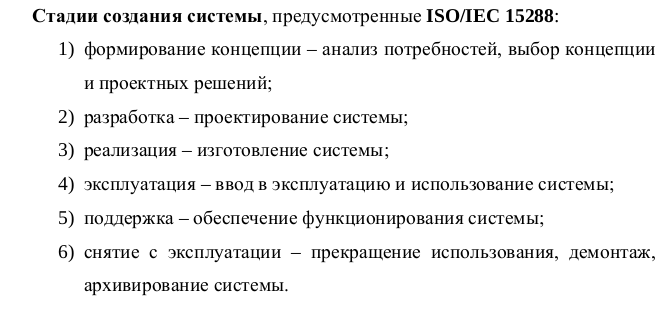 Стадии создания системы, предусмотренные ISO/IEC 15288:
1) формирование концепции – анализ потребностей, выбор концепции
и проектных решений;
2) разработка – проектирование системы;
3) реализация – изготовление системы;
4) эксплуатация – ввод в эксплуатацию и использование системы;
5) поддержка – обеспечение функционирования системы;
6) снятие с эксплуатации – прекращение использования, демонтаж,
архивирование системы.